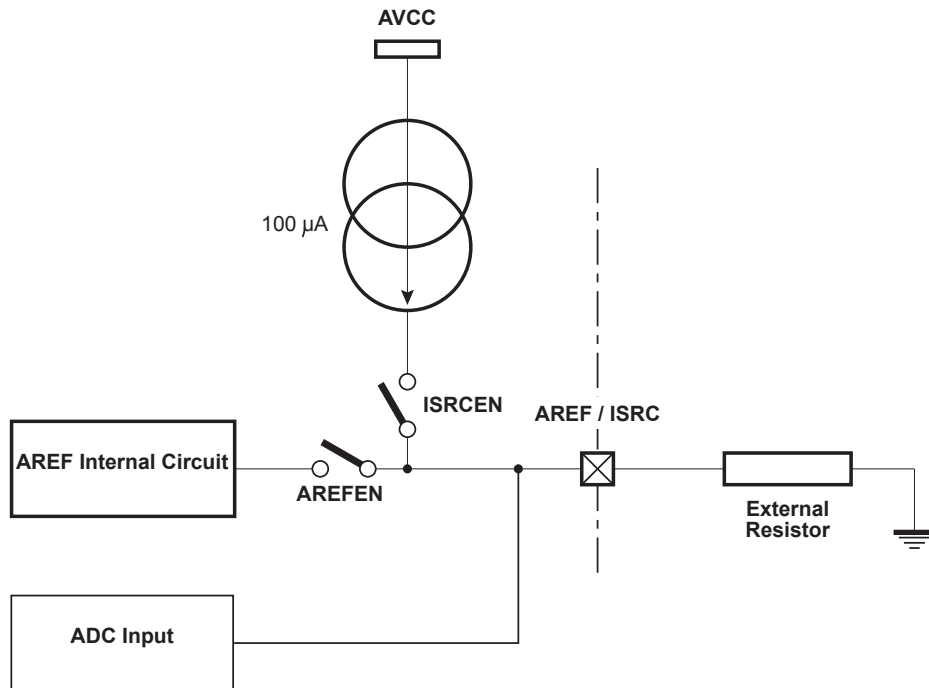 AVCC
100 µA
ISRCEN
AREF / ISRC
AREF Internal Circuit
AREFEN
External
Resistor
ADC Input